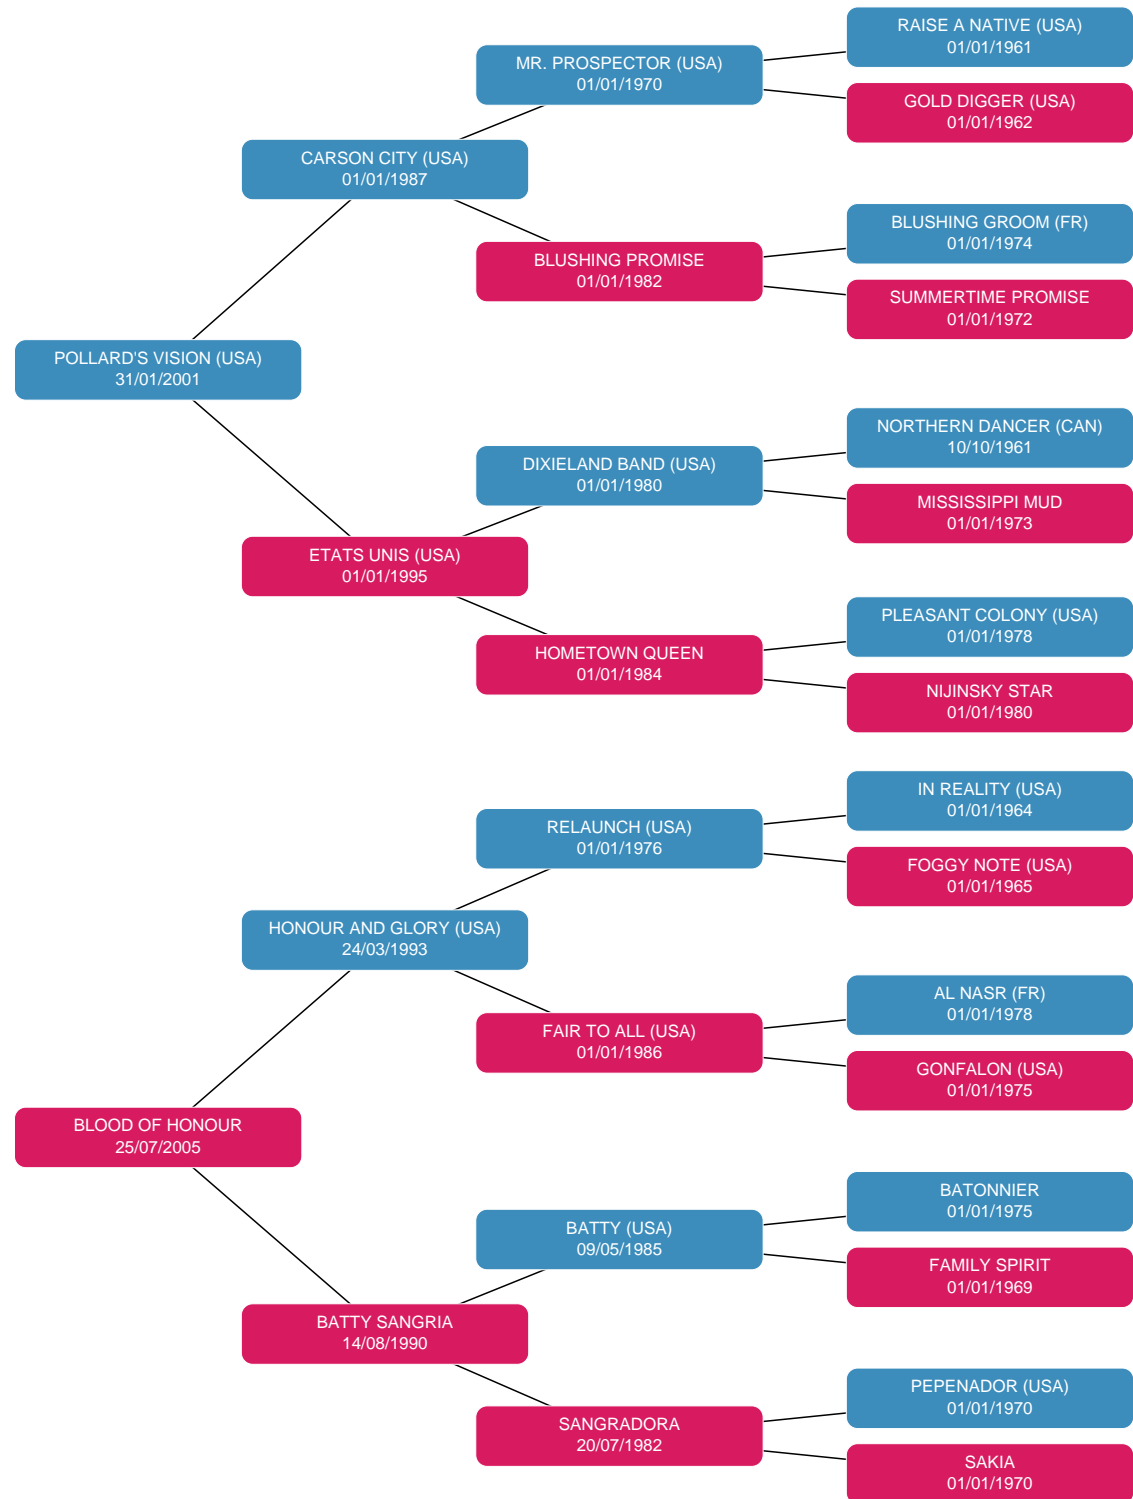 RAISE A NATIVE (USA)
01/01/1961
MR. PROSPECTOR (USA)
01/01/1970
GOLD DIGGER (USA)
01/01/1962
CARSON CITY (USA)
01/01/1987
BLUSHING GROOM (FR)
01/01/1974
BLUSHING PROMISE
01/01/1982
SUMMERTIME PROMISE
01/01/1972
POLLARD'S VISION (USA)
31/01/2001
NORTHERN DANCER (CAN)
10/10/1961
DIXIELAND BAND (USA)
01/01/1980
MISSISSIPPI MUD
01/01/1973
ETATS UNIS (USA)
01/01/1995
PLEASANT COLONY (USA)
01/01/1978
HOMETOWN QUEEN
01/01/1984
NIJINSKY STAR
01/01/1980
IN REALITY (USA)
01/01/1964
RELAUNCH (USA)
01/01/1976
FOGGY NOTE (USA)
01/01/1965
HONOUR AND GLORY (USA)
24/03/1993
AL NASR (FR)
01/01/1978
FAIR TO ALL (USA)
01/01/1986
GONFALON (USA)
01/01/1975
BLOOD OF HONOUR
25/07/2005
BATONNIER
01/01/1975
BATTY (USA)
09/05/1985
FAMILY SPIRIT
01/01/1969
BATTY SANGRIA
14/08/1990
PEPENADOR (USA)
01/01/1970
SANGRADORA
20/07/1982
SAKIA
01/01/1970